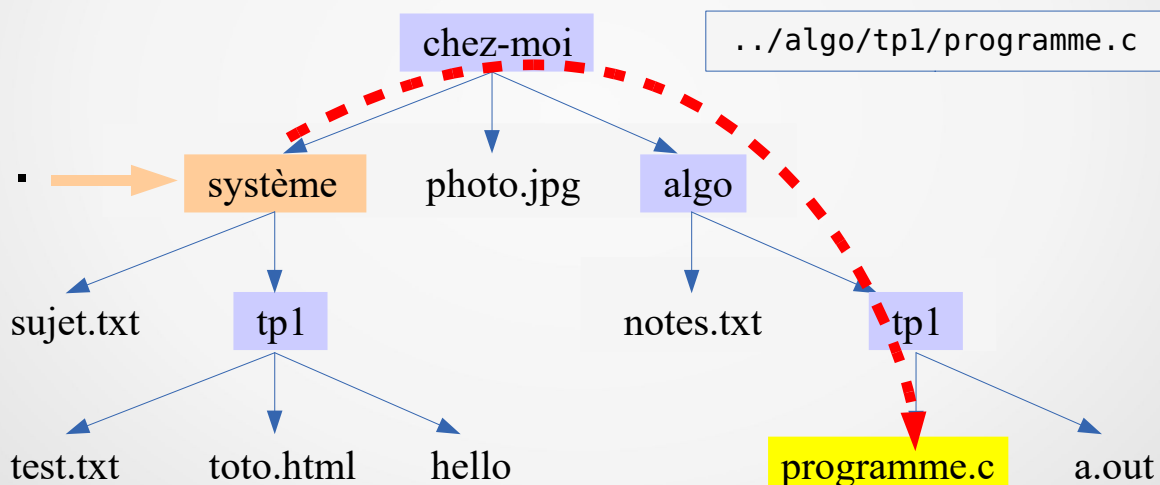 chez-moi
../algo/tp1/programme.c
.
système
photo.jpg
algo
sujet.txt
tp1
notes.txt
tp1
test.txt
toto.html
hello
programme.c
a.out